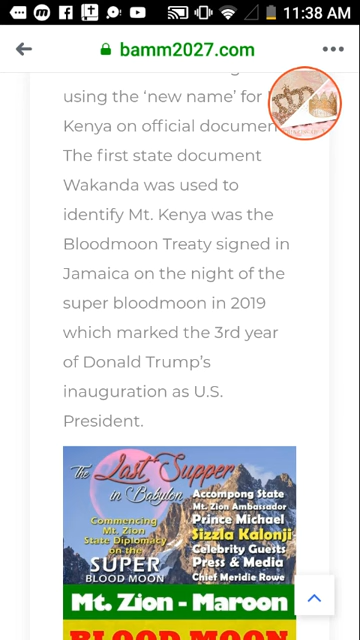 11:38 AM
bamm2027.com
using the ‘new name’ for
Kenya on official documen
The first state document
Wakanda was used to
identify Mt. Kenya was the
Bloodmoon Treaty signed in
Jamaica on the night of the
super bloodmoon in 2019
which marked the 3rd year
of Donald Trump’s
inauguration as U.S.
President.
The Last Supper
in Babylon
Commencing
Mt. Zion
State Diplomacy
on the
SUPER
BLOOD MOON
Accompong State
Mt. Zion Ambassador
Prince Michael
Sizzla Kalonji
Celebrity Guests
Press & Media
Chief Meridie Rowe
Mt. Zion - Maroon
BLOOD MOON